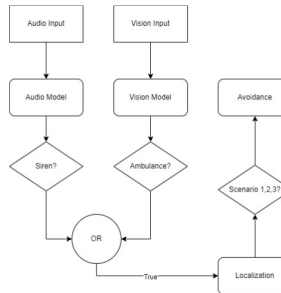 Audio Input
Vision Input
Audio Model
Vision Model
Avoidance
Siren?
Ambulance?
Scenario 1,2,3?
OR
True
Localization